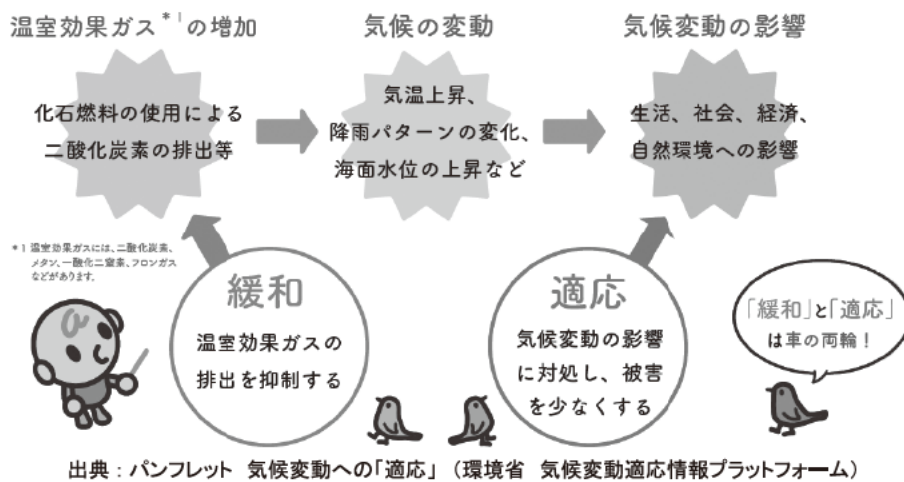 温室効果ガス*1の増加
気候の変動
気候変動の影響
化石燃料の使用による
二酸化炭素の排出等
気温上昇、
降雨パターンの変化、
海面水位の上昇など
生活、社会、経済、
自然環境への影響
*1 温室効果ガスには、二酸化炭素、
メタン、一酸化二窒素、フロンガス
などがあります。
緩和
温室効果ガスの
排出を抑制する
適応
気候変動の影響
に対処し、被害
を少なくする
「緩和」と「適応」
は車の両輪！
出典：パンフレット 気候変動への「適応」（環境省 気候変動適応情報プラットフォーム）